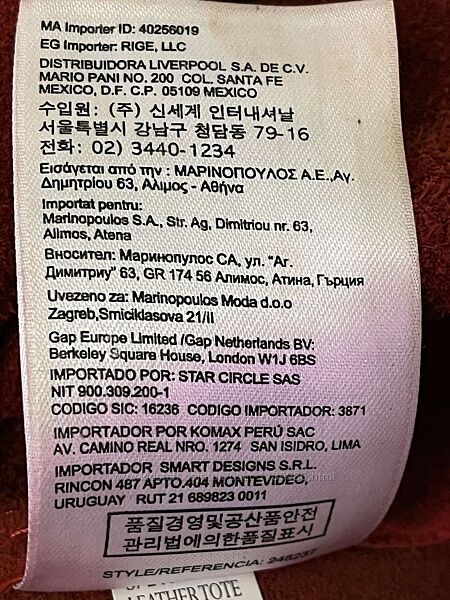 MA Importer ID: 40256019
EG Importer: RIGE, LLC
DISTRIBUIDORA LIVERPOOL S.A. DE C.V.
MARIO PANI NO. 200 COL. SANTA FE
MEXICO, D.F. C.P. 05109 MEXICO
수입원: (주) 신세계 인터내셔날
서울특별시 강남구 청담동 79-16
전화: 02) 3440-1234
Εισάγεται από την : ΜΑΡΙΝΟΠΟΥΛΟΣ Α.Ε.,Αγ.
Δημητρίου 63, Αλιμος - Αθήνα
Importat pentru:
Marinopoulos S.A., Str. Ag, Dimitriou nr. 63,
Alimos, Atena
Вносител: Маринопулос СА, ул. "Аг.
Димитриу" 63, GR 174 56 Алимос, Атина, Гърция
Uvezeno za: Marinopoulos Moda d.o.o
Zagreb,Smiciklasova 21/II
Gap Europe Limited /Gap Netherlands BV:
Berkeley Square House, London W1J 6BS
IMPORTADO POR: STAR CIRCLE SAS
NIT 900.309.200-1
CODIGO SIC: 16236 CODIGO IMPORTADOR: 3871
IMPORTADOR POR KOMAX PERÚ SAC
AV. CAMINO REAL NRO. 1274 SAN ISIDRO, LIMA
IMPORTADOR SMART DESIGNS S.R.L.
RINCON 487 APTO.404 MONTEVIDEO,
URUGUAY RUT 21 689823 0011
품질경영및공산품안전
관리법에의한품질표시
STYLE/REFERENCIA: 245237
LEATHER TOTE